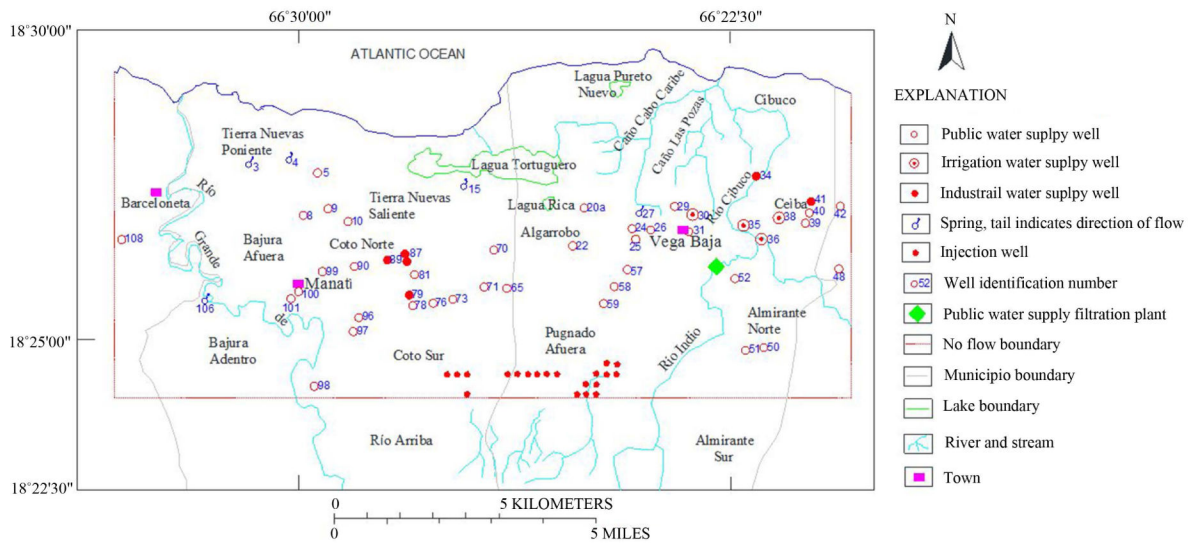 66°30'00"
66°22'30"
18°30'00"
18°25'00"
18°22'30"
N
ATLANTIC OCEAN
Lagua Pureto
Nuevo
Caño Cabo Caribe
Caño Las Pozas
Cibuco
Tierra Nuevas
Poniente
3
4
5
Lagua Tortuguero
15
34
Río
Barceloneta
Tierra Nuevas
Saliente
Lagua Rica
Río Cibuco
Ceiba
41
40
39
42
38
8
9
10
20a
27
29
30
35
36
108
Grande
Bajura
Afuera
Coto Norte
87
89
Algarrobo
22
24
26
25
31
Vega Baja
70
99
90
81
57
52
48
Manatí
100
101
106
de
79
78
76
73
71
65
58
59
96
97
Bajura
Adentro
Coto Sur
Pugnado
Afuera
Río Indio
Almirante
Norte
51
50
98
Río Arriba
Almirante
Sur
0
5 KILOMETERS
0
5 MILES
EXPLANATION
Public water suplpy well
Irrigation water suplpy well
Industrail water suplpy well
Spring, tail indicates direction of flow
Injection well
52
Well identification number
Public water supply filtration plant
No flow boundary
Municipio boundary
Lake boundary
River and stream
Town